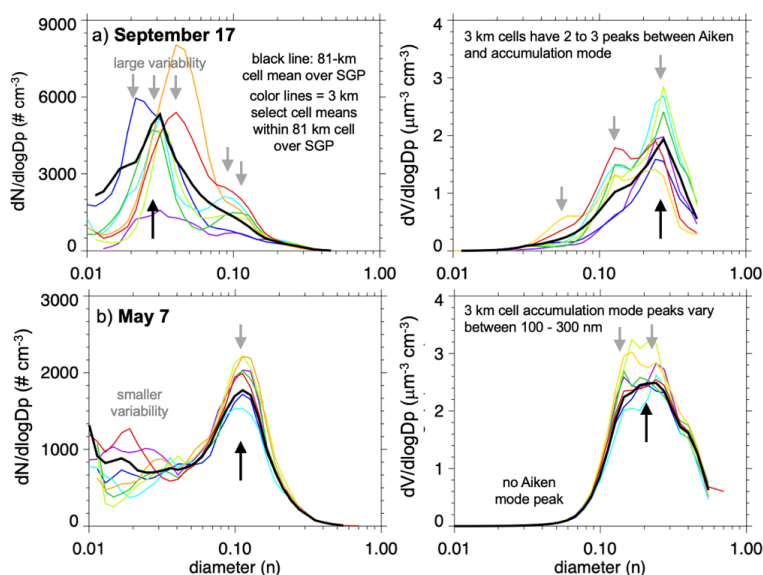 9000
a) September 17
large variability
black line: 81-km
cell mean over SGP
color lines = 3 km
select cell means
within 81 km cell
over SGP
6000
3000
0
dN/dlogDp (# cm-3)
0.01
0.10
1.00
4
3 km cells have 2 to 3 peaks between Aiken
and accumulation mode
3
2
1
0
dV/dlogDp (μm-3 cm-3)
0.01
0.10
1.00
3000
b) May 7
smaller
variability
2000
1000
0
dN/dlogDp (# cm-3)
0.01
0.10
1.00
diameter (n)
4
3 km cell accumulation mode peaks vary
between 100 - 300 nm
3
2
1
0
no Aiken
mode peak
dV/dlogDp (μm-3 cm-3)
0.01
0.10
1.00
diameter (n)